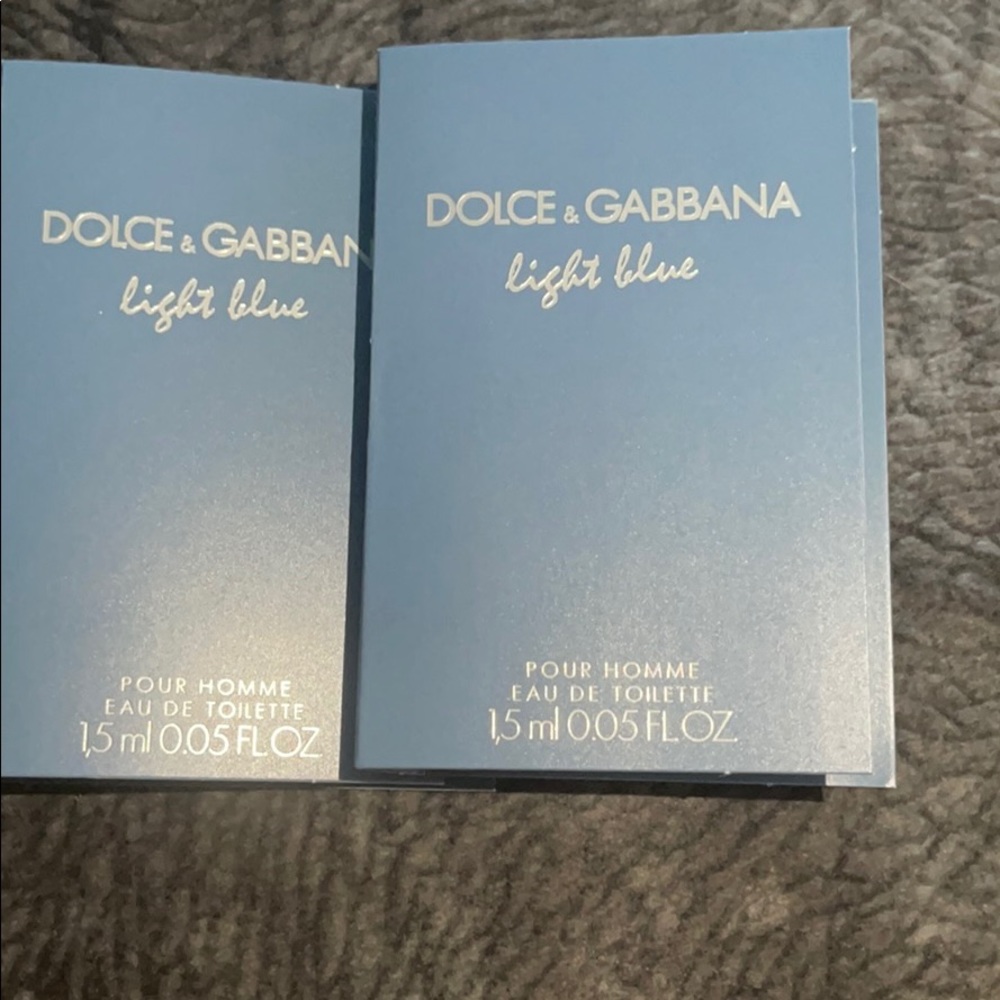 DOLCE & GABBAN
light blue
POUR HOMME
EAU DE TOILETTE
1,5 ml 0.05 FL OZ
DOLCE & GABBANA
light blue
POUR HOMME
EAU DE TOILETTE
1,5 ml 0.05 FL.OZ.